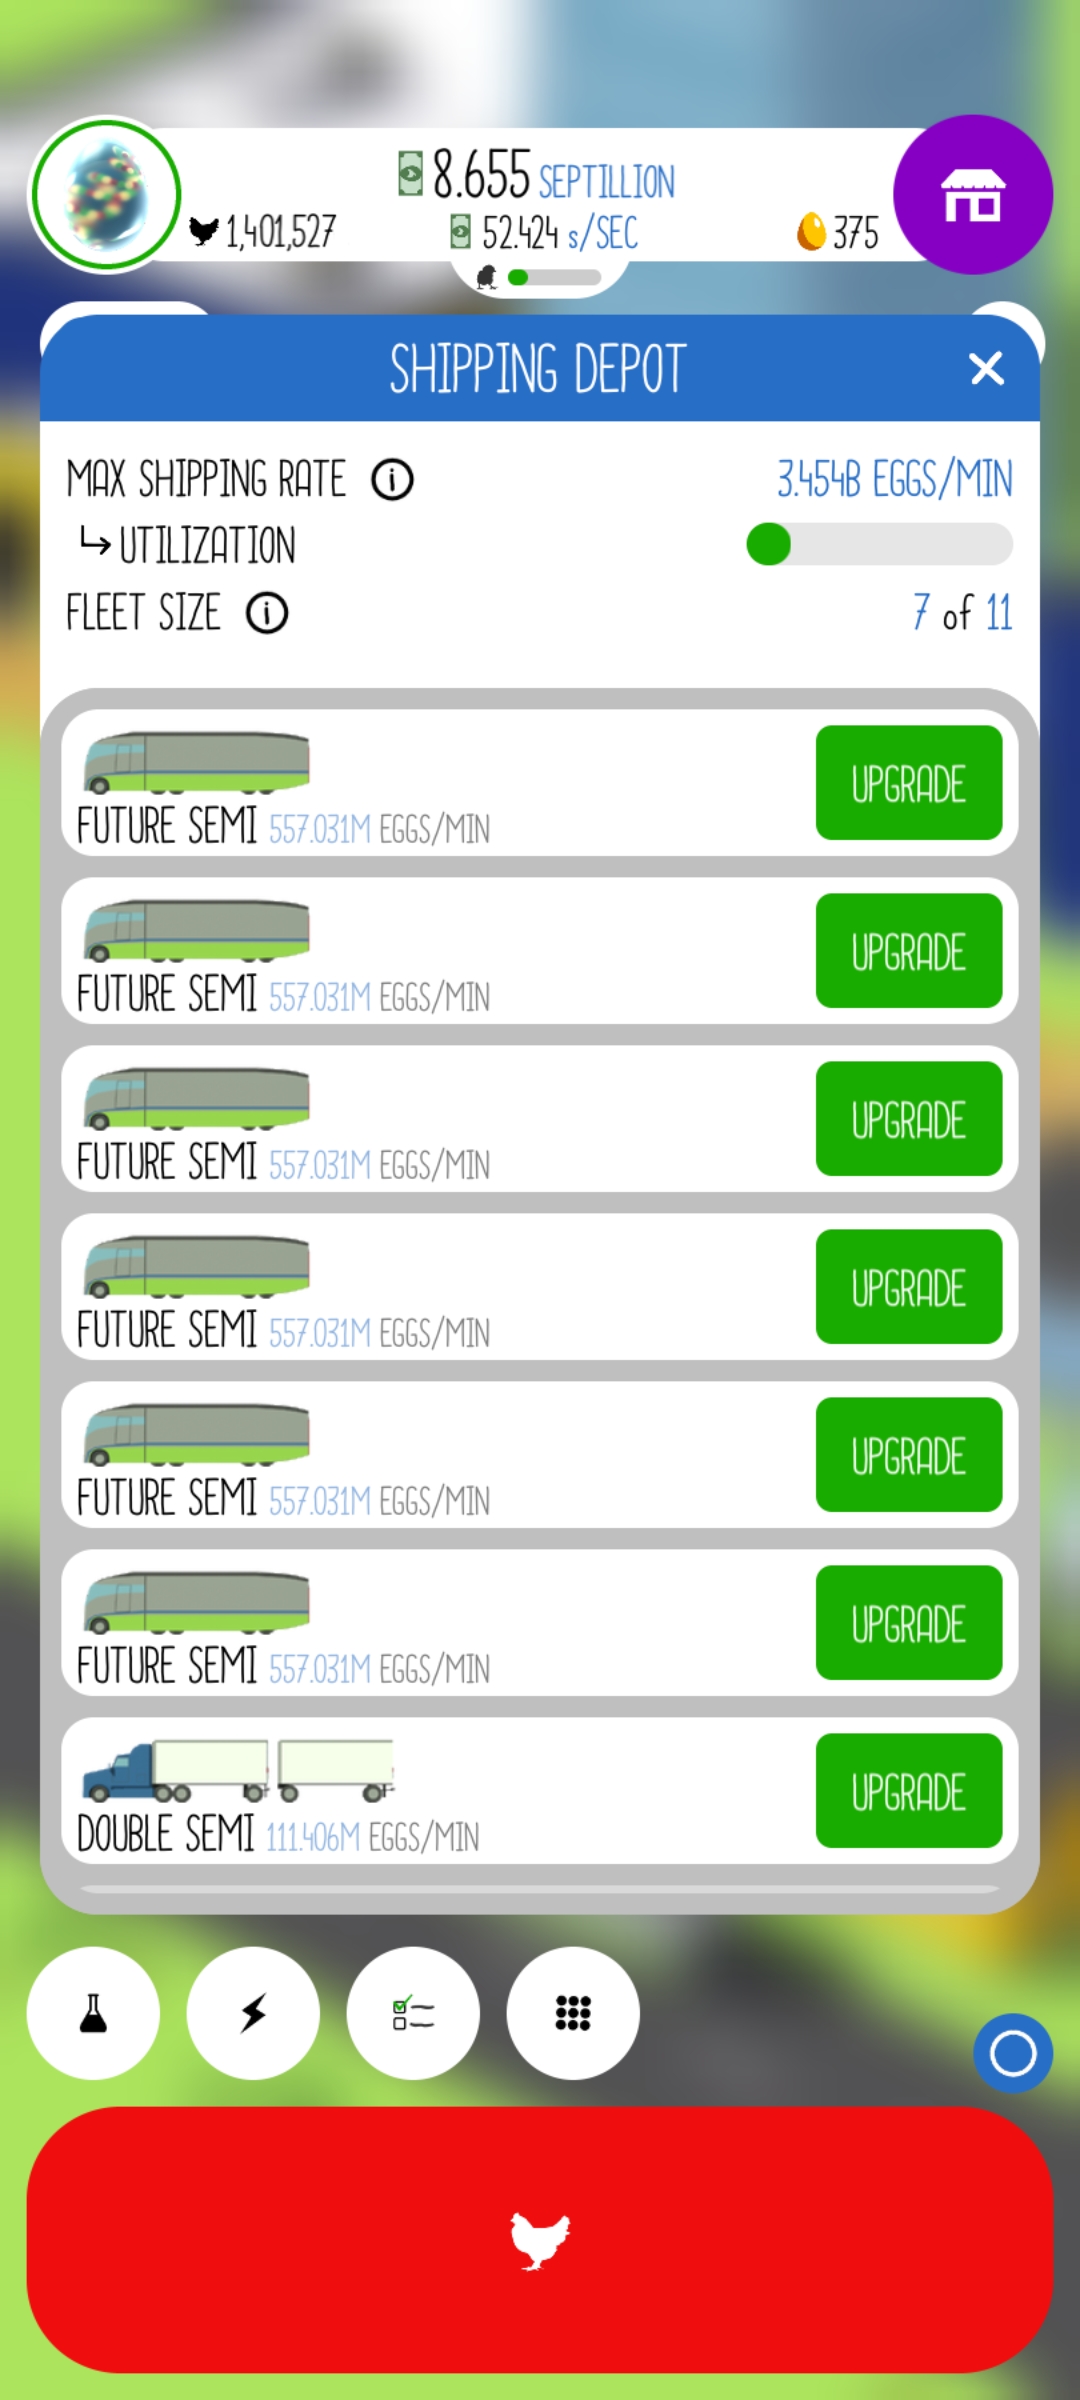 8.655 SEPTILLION
1,401,527 52.424 s/SEC 375
SHIPPING DEPOT
MAX SHIPPING RATE 3.454B EGGS/MIN
UTILIZATION
FLEET SIZE 7 of 11
UPGRADE
FUTURE SEMI 557.031M EGGS/MIN
UPGRADE
FUTURE SEMI 557.031M EGGS/MIN
UPGRADE
FUTURE SEMI 557.031M EGGS/MIN
UPGRADE
FUTURE SEMI 557.031M EGGS/MIN
UPGRADE
FUTURE SEMI 557.031M EGGS/MIN
UPGRADE
FUTURE SEMI 557.031M EGGS/MIN
UPGRADE
DOUBLE SEMI 111.406M EGGS/MIN